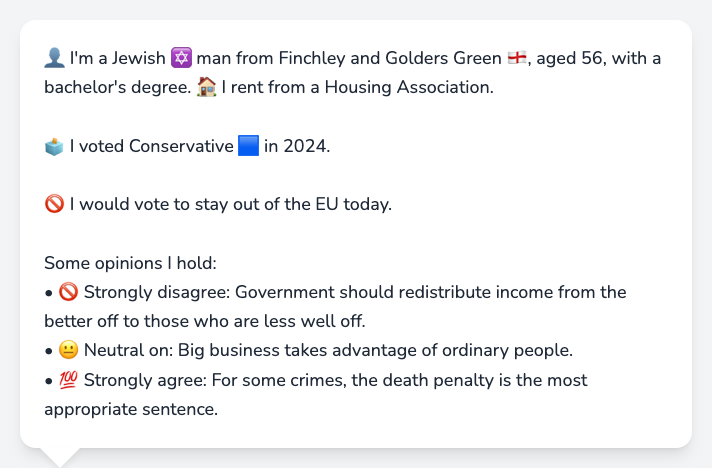 👤 I'm a Jewish 🔯 man from Finchley and Golders Green 🏴󠁧󠁢󠁥󠁮󠁧󠁿, aged 56, with a
bachelor's degree. 🏠 I rent from a Housing Association.
🗳️ I voted Conservative 🟦 in 2024.
🚫 I would vote to stay out of the EU today.
Some opinions I hold:
• 🚫 Strongly disagree: Government should redistribute income from the
better off to those who are less well off.
• 😐 Neutral on: Big business takes advantage of ordinary people.
• 💯 Strongly agree: For some crimes, the death penalty is the most
appropriate sentence.